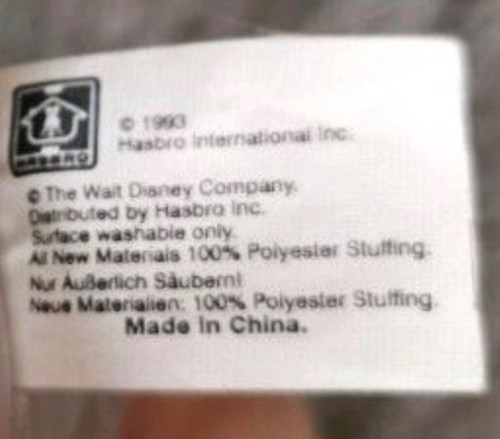 HASBRO
© 1993
Hasbro International Inc.
© The Walt Disney Company.
Distributed by Hasbro Inc.
Surface washable only.
All New Materials 100% Polyester Stuffing.
Nur Äußerlich Säubern!
Neue Materialien: 100% Polyester Stuffing.
Made in China.